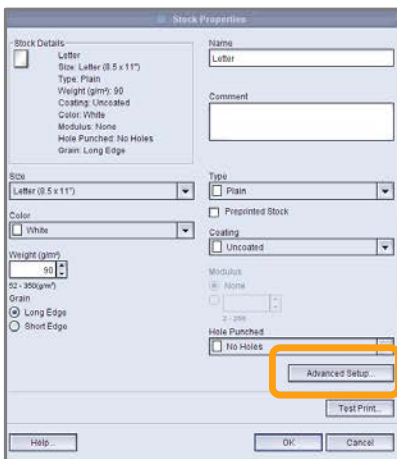 Stock Properties
Stock Details
Letter
Size: Letter (8.5 x 11")
Type: Plain
Weight (g/m²): 90
Coating: Uncoated
Color: White
Modulus: None
Hole Punched: No Holes
Grain: Long Edge
Name
Letter
Comment
Size
Letter (8.5 x 11")
Color
White
Weight (g/m²)
90
52 - 350(g/m²)
Grain
Long Edge
Short Edge
Type
Plain
Preprinted Stock
Coating
Uncoated
Modulus
None
Hole Punched
No Holes
Advanced Setup...
Test Print...
Help...
OK
Cancel